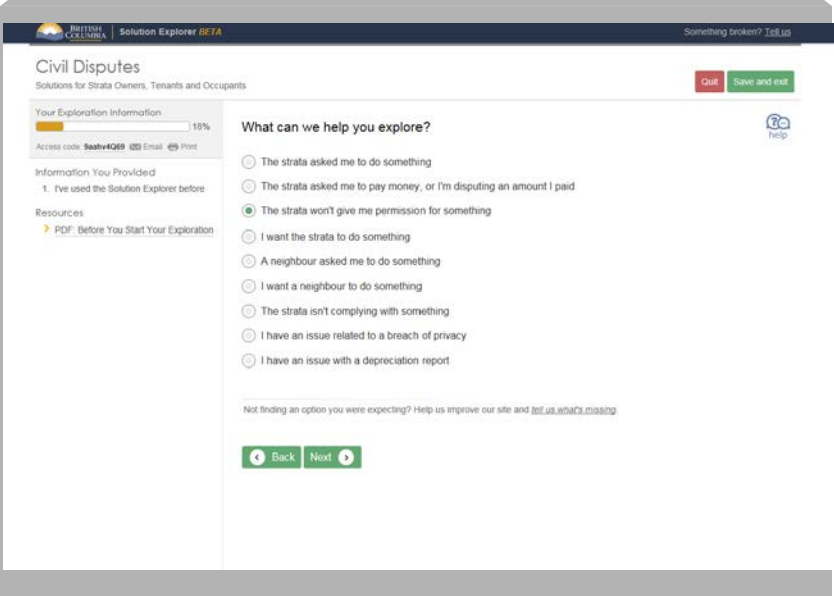 BRITISH COLUMBIA | Solution Explorer BETA
Something broken? Tell us
Civil Disputes
Solutions for Strata Owners, Tenants and Occupants
Quit
Save and exit
Your Exploration Information
18%
Access code: Email Print
Information You Provided
1. I've used the Solution Explorer before
Resources
PDF: Before You Start Your Exploration
What can we help you explore?
help
The strata asked me to do something
The strata asked me to pay money, or I'm disputing an amount I paid
The strata won't give me permission for something
I want the strata to do something
A neighbour asked me to do something
I want a neighbour to do something
The strata isn't complying with something
I have an issue related to a breach of privacy
I have an issue with a depreciation report
Not finding an option you were expecting? Help us improve our site and tell us what's missing.
Back
Next